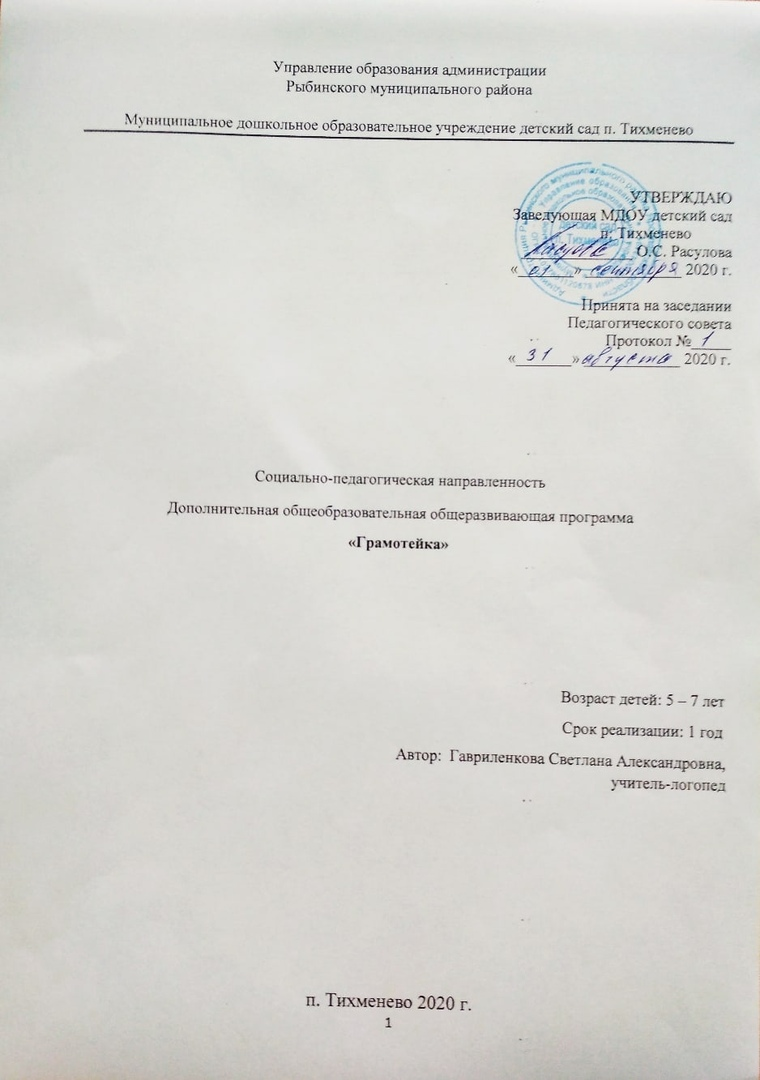 Управление образования администрации
Рыбинского муниципального района
Муниципальное дошкольное образовательное учреждение детский сад п. Тихменево
УТВЕРЖДАЮ
Заведующая МДОУ детский сад
п. Тихменево
О.С. Расулова
« 01 » сентября 2020 г.
Принята на заседании
Педагогического совета
Протокол № 1
« 31 » августа 2020 г.
Социально-педагогическая направленность
Дополнительная общеобразовательная общеразвивающая программа
«Грамотейка»
Возраст детей: 5 – 7 лет
Срок реализации: 1 год
Автор: Гавриленкова Светлана Александровна,
учитель-логопед
п. Тихменево 2020 г.
1